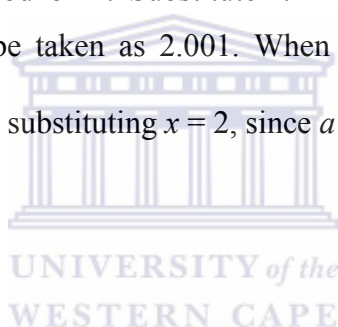 be taken as 2.001. When
substituting x = 2, since a
UNIVERSITY of the
WESTERN CAPE